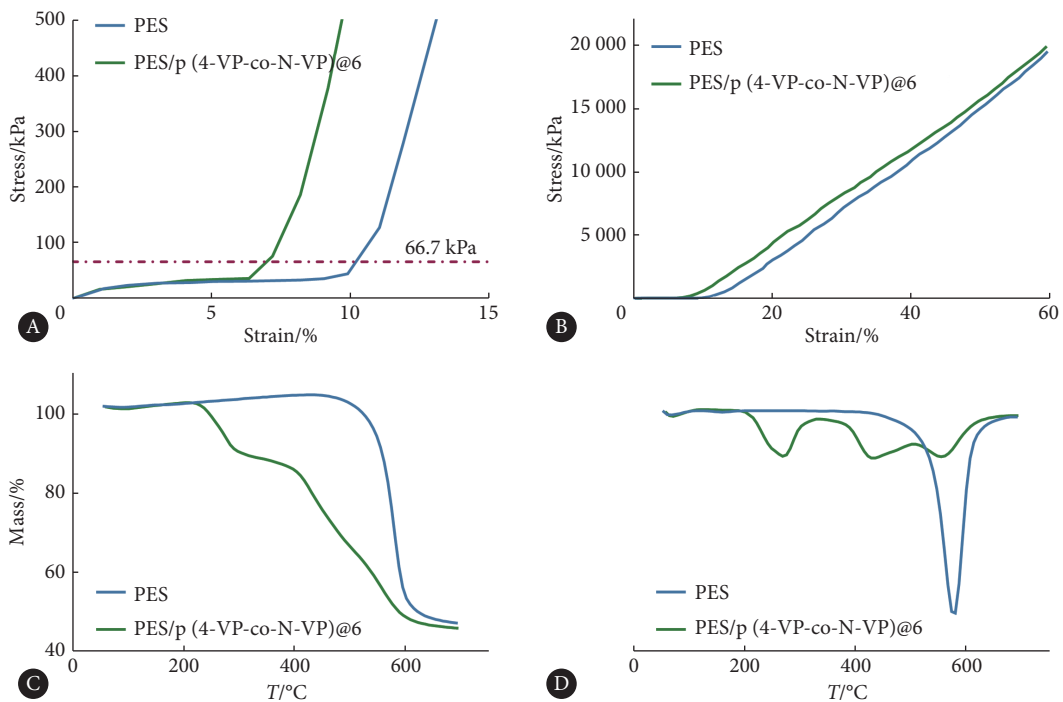 500
400
300
200
100
0
Stress/kPa
PES
PES/p (4-VP-co-N-VP)@6
66.7 kPa
5
10
15
Strain/%
A
20 000
15 000
10 000
5 000
0
Stress/kPa
PES
PES/p (4-VP-co-N-VP)@6
20
40
60
Strain/%
B
100
80
60
40
Mass/%
PES
PES/p (4-VP-co-N-VP)@6
0
200
400
600
T/°C
C
PES
PES/p (4-VP-co-N-VP)@6
0
200
400
600
T/°C
D